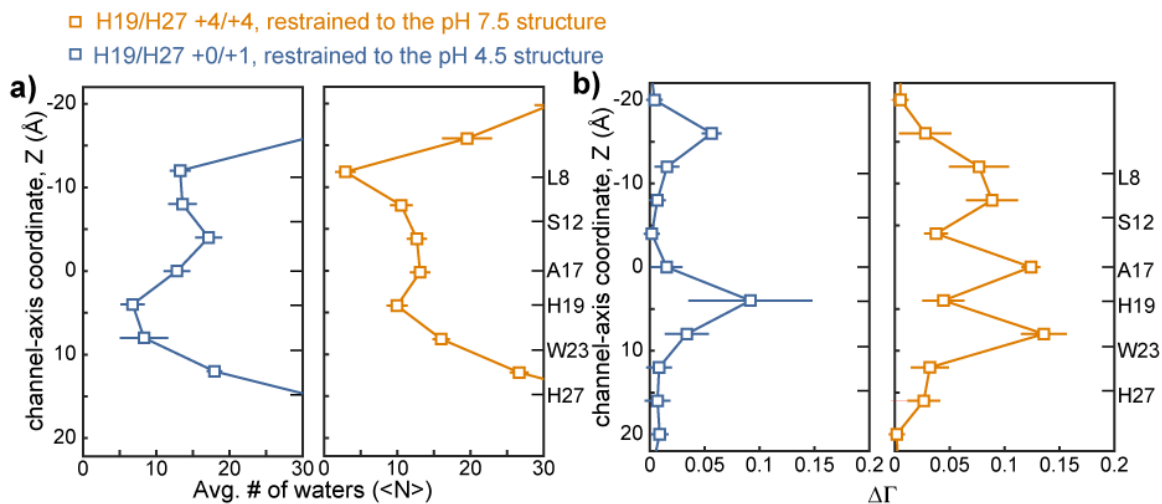 H19/H27 +4/+4, restrained to the pH 7.5 structure
H19/H27 +0/+1, restrained to the pH 4.5 structure
a)
b)
channel-axis coordinate, Z (Å)
-20
-10
0
10
20
0 10 20 30
0 10 20 30
Avg. # of waters (<N>)
L8
S12
A17
H19
W23
H27
channel-axis coordinate, Z (Å)
-20
-10
0
10
20
0 0.05 0.1 0.15 0.2
0 0.05 0.1 0.15 0.2
ΔΓ
L8
S12
A17
H19
W23
H27